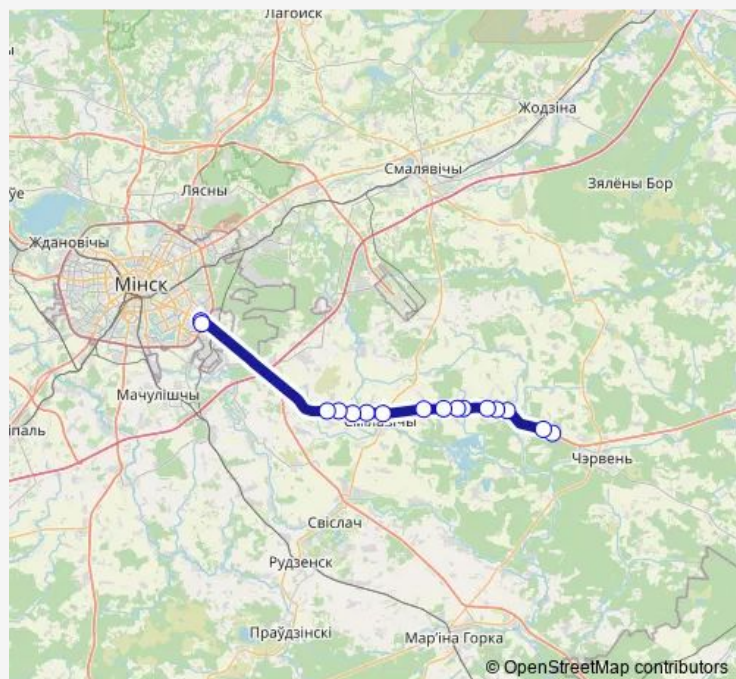 Лагойск
Жодзіна
Смалявічы
Лясны
Зялёны Бор
Ждановічы
Мінск
Мачулішчы
Смілавічы
Чэрвень
Свіслач
Рудзенск
Праўдзінскі
Мар'іна Горка
© OpenStreetMap contributors